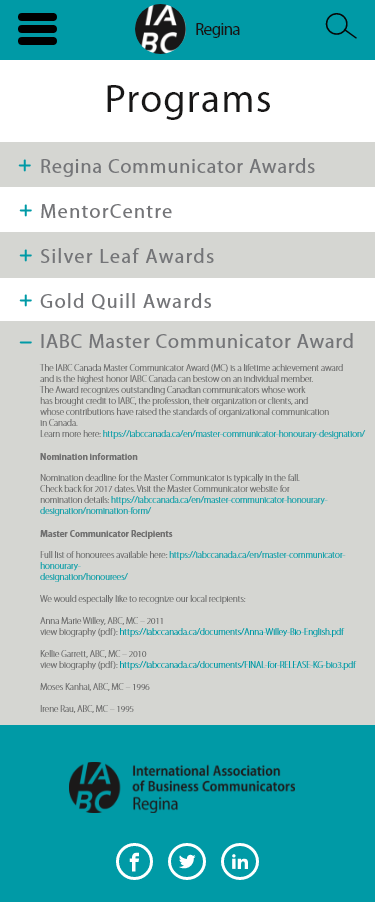 IA
BC
Regina
Programs
+ Regina Communicator Awards
+ MentorCentre
+ Silver Leaf Awards
+ Gold Quill Awards
– IABC Master Communicator Award
The IABC Canada Master Communicator Award (MC) is a lifetime achievement award
and is the highest honor IABC Canada can bestow on an individual member.
The Award recognizes outstanding Canadian communicators whose work
has brought credit to IABC, the profession, their organization or clients, and
whose contributions have raised the standards of organizational communication
in Canada.
Learn more here: https://iabccanada.ca/en/master-communicator-honourary-designation/
Nomination information
Nomination deadline for the Master Communicator is typically in the fall.
Check back for 2017 dates. Visit the Master Communicator website for
nomination details: https://iabccanada.ca/en/master-communicator-honourary-
designation/nomination-form/
Master Communicator Recipients
Full list of honourees available here: https://iabccanada.ca/en/master-communicator-
honourary-
designation/honourees/
We would especially like to recognize our local recipients:
Anna Marie Willey, ABC, MC – 2011
view biography (pdf): https://iabccanada.ca/documents/Anna-Willey-Bio-English.pdf
Kellie Garrett, ABC, MC – 2010
view biography (pdf): https://iabccanada.ca/documents/FINAL-for-RELEASE-KG-bio3.pdf
Moses Kanhai, ABC, MC – 1996
Irene Rau, ABC, MC – 1995
IA
BC
International Association
of Business Communicators
Regina